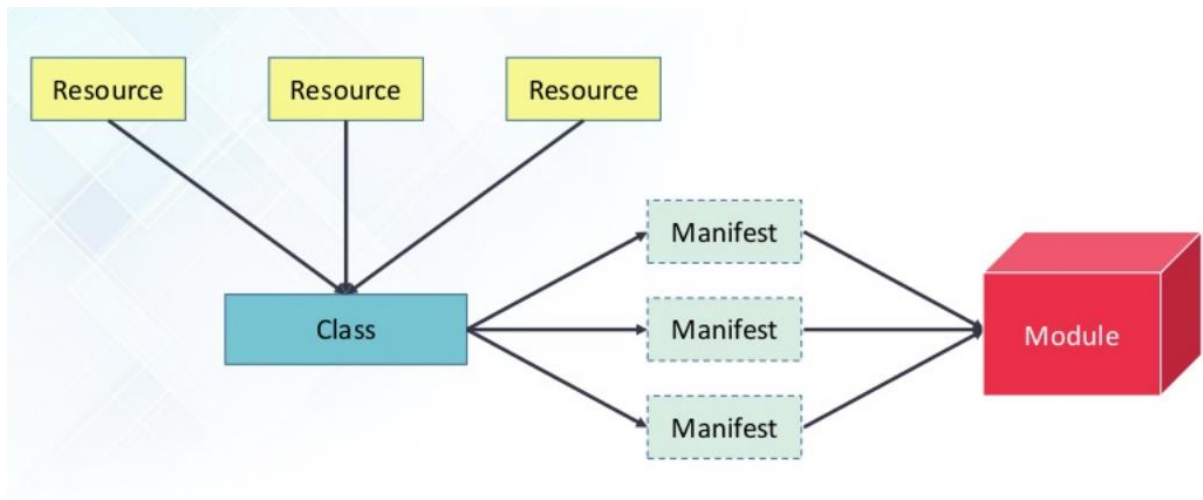 Resource
Resource
Resource
Manifest
Class
Manifest
Module
Manifest